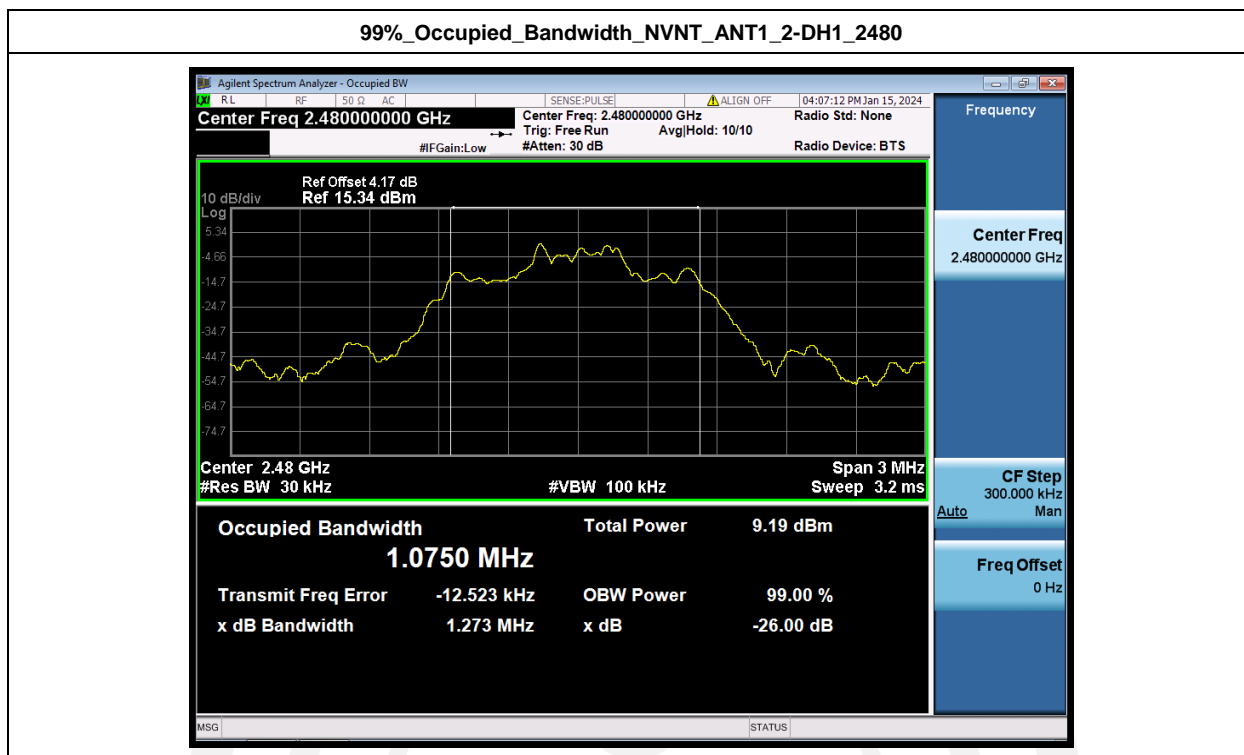 99%_Occupied_Bandwidth_NVNT_ANT1_2-DH1_2480
Agilent Spectrum Analyzer - Occupied BW
LXI RL RF 50 Ω AC SENSE:PULSE ALIGN OFF 04:07:12 PM Jan 15, 2024
Center Freq 2.480000000 GHz
Center Freq: 2.480000000 GHz Radio Std: None
Trig: Free Run Avg|Hold: 10/10
#IFGain:Low #Atten: 30 dB Radio Device: BTS
Ref Offset 4.17 dB
10 dB/div Ref 15.34 dBm
Log
5.34
-4.66
-14.7
-24.7
-34.7
-44.7
-54.7
-64.7
-74.7
Center 2.48 GHz Span 3 MHz
#Res BW 30 kHz #VBW 100 kHz Sweep 3.2 ms
Occupied Bandwidth Total Power 9.19 dBm
1.0750 MHz
Transmit Freq Error -12.523 kHz OBW Power 99.00 %
x dB Bandwidth 1.273 MHz x dB -26.00 dB
MSG STATUS
Frequency
Center Freq
2.480000000 GHz
CF Step
300.000 kHz
Auto Man
Freq Offset
0 Hz